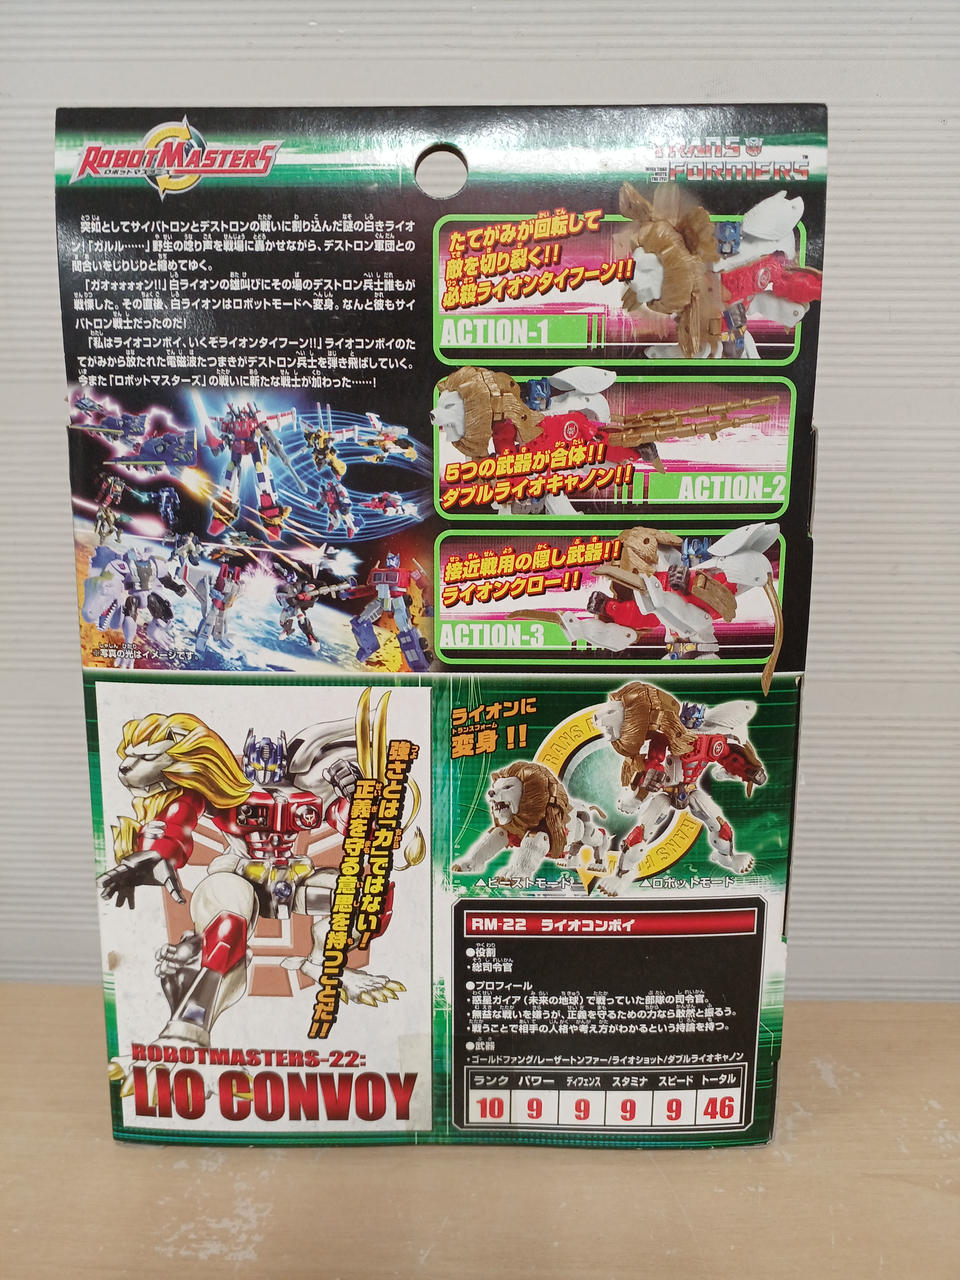 ROBOTMASTERS
ロボットマスターズ
TRANSFORMERS
突如としてサイバトロンとデストロンの戦いに割り込んだ謎の白きライオ
ン!「ガルル……」野生の唸り声を戦場に轟かせながら、デストロン軍団との
間合いをじりじりと縮めてゆく。
「ガオォォォォン!!」白ライオンの雄叫びにその場のデストロン兵士誰もが
戦慄した。その直後、白ライオンはロボットモードへ変身。なんと彼もサイ
バトロン戦士だったのだ!
「私はライオコンボイ、いくぞライオンタイフーン!!」ライオコンボイのた
てがみから放たれた電磁波たつまきがデストロン兵士を弾き飛ばしていく。
今また「ロボットマスターズ」の戦いに新たな戦士が加わった……!
※写真の光はイメージです。
たてがみが回転して
敵を切り裂く!!
必殺ライオンタイフーン!!
ACTION-1
5つの武器が合体!!
ダブルライオキャノン!!
ACTION-2
接近戦用の隠し武器!!
ライオンクロー!!
ACTION-3
強さとは「力」ではない!
正義を守る意思を持つことだ!!
ROBOTMASTERS-22:
LIO CONVOY
ライオンに
変身!!
トランスフォーム
▲ビーストモード
▲ロボットモード
RM-22 ライオコンボイ
●役割
・総司令官
●プロフィール
・惑星ガイア(未来の地球)で戦っていた部隊の司令官。
・無益な戦いを嫌うが、正義を守るための力なら敢然と振るう。
・戦うことで相手の人格や考え方がわかるという持論を持つ。
●武器
・ゴールドファング/レーザートンファー/ライオショット/ダブルライオキャノン
ランク パワー ディフェンス スタミナ スピード トータル
10 9 9 9 9 46